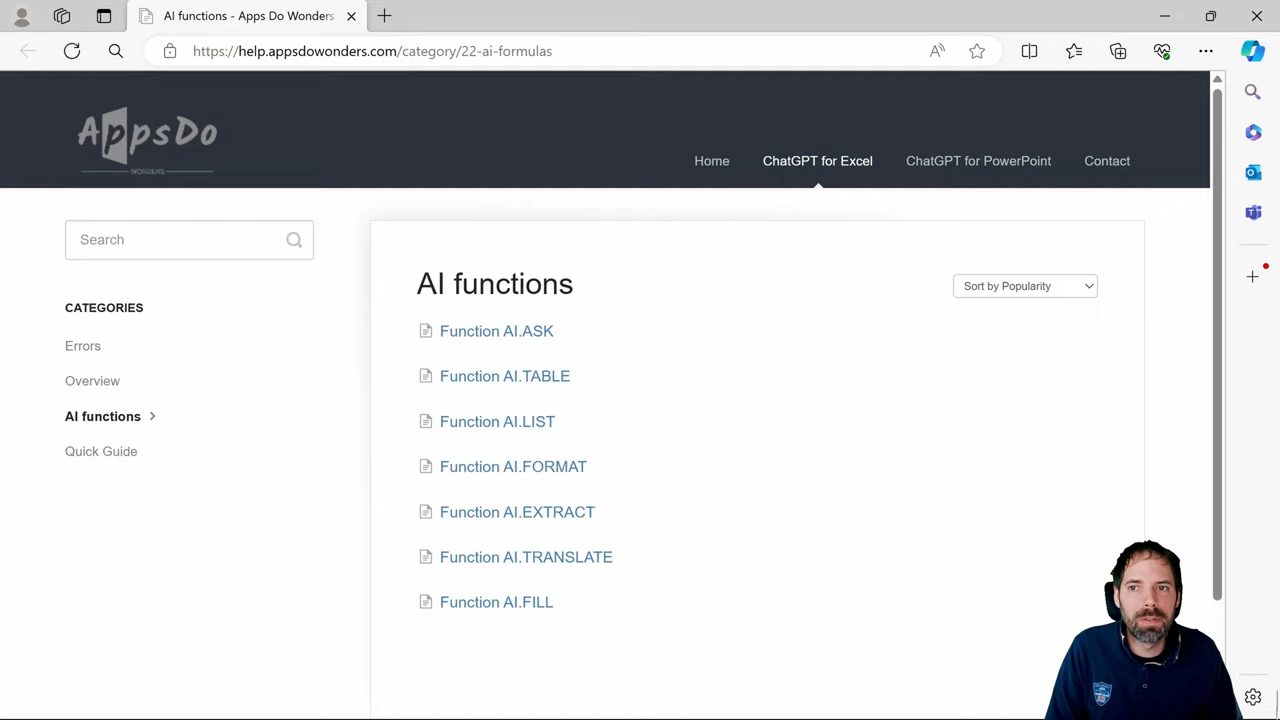 AI functions - Apps Do Wonders
https://help.appsdowonders.com/category/22-ai-formulas
AppsDo
WONDERS
Home
ChatGPT for Excel
ChatGPT for PowerPoint
Contact
Search
CATEGORIES
Errors
Overview
AI functions
Quick Guide
AI functions
Sort by Popularity
Function AI.ASK
Function AI.TABLE
Function AI.LIST
Function AI.FORMAT
Function AI.EXTRACT
Function AI.TRANSLATE
Function AI.FILL